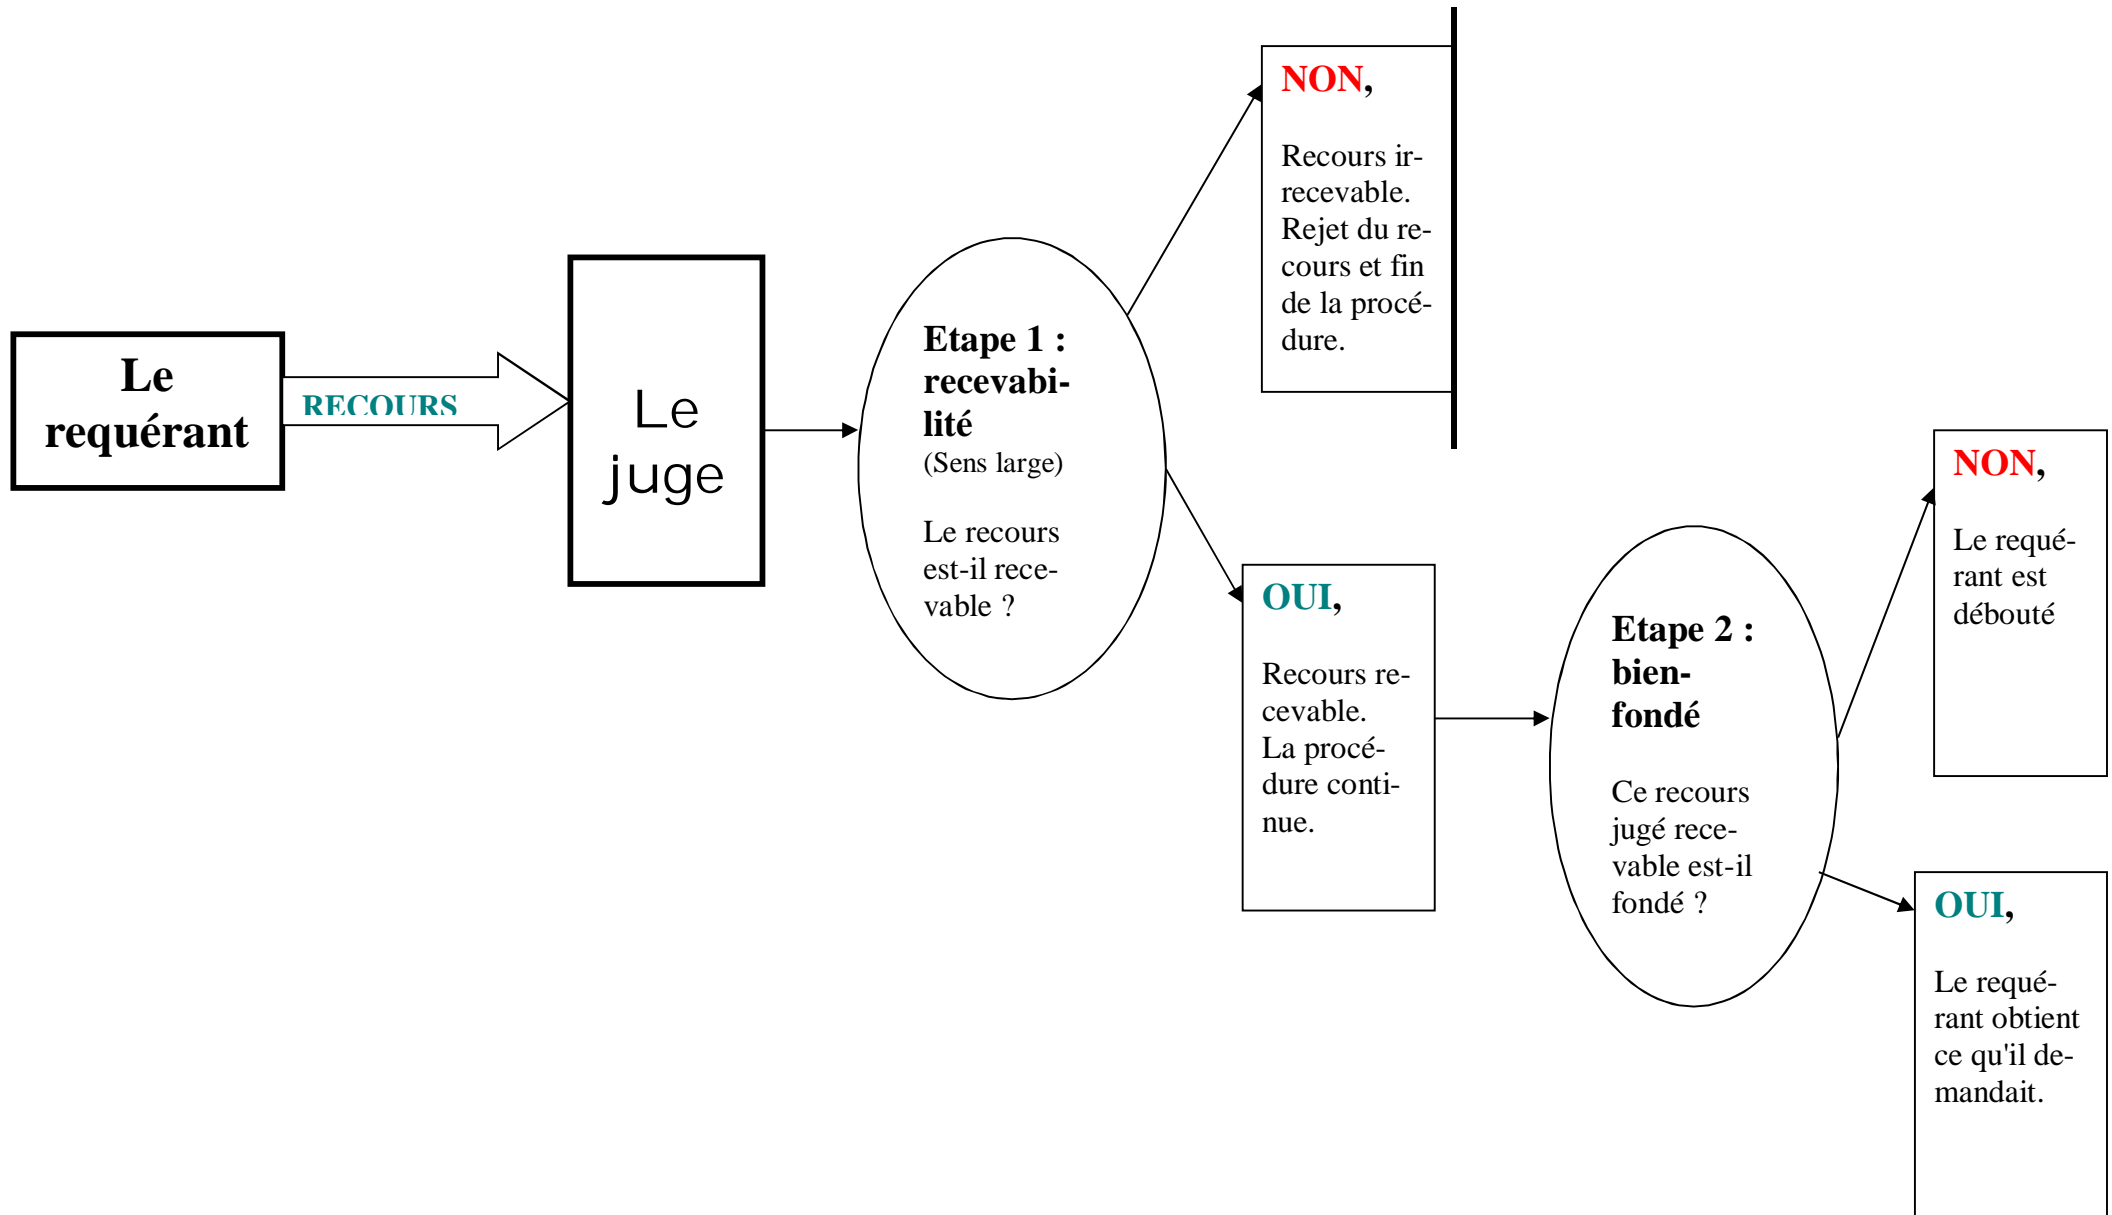 Le
requérant
RECOURS
Le
juge
Etape 1 :
recevabi-
lité
(Sens large)
Le recours
est-il rece-
vable ?
NON,
Recours ir-
recevable.
Rejet du re-
cours et fin
de la procé-
dure.
OUI,
Recours re-
cevable.
La procé-
dure conti-
nue.
Etape 2 :
bien-
fondé
Ce recours
jugé rece-
vable est-il
fondé ?
NON,
Le requé-
rant est
débouté
OUI,
Le requé-
rant obtient
ce qu'il de-
mandait.